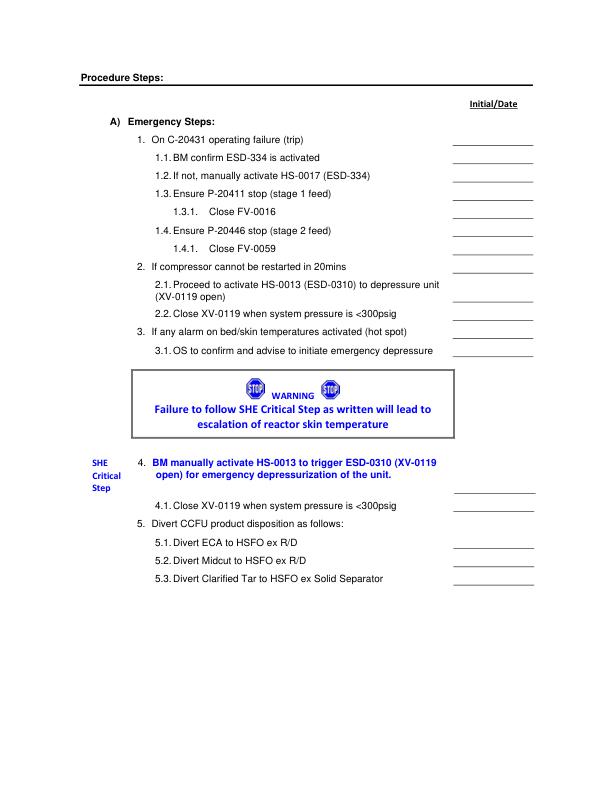 Procedure Steps:
Initial/Date
A) Emergency Steps:
1. On C-20431 operating failure (trip)
1.1. BM confirm ESD-334 is activated
1.2. If not, manually activate HS-0017 (ESD-334)
1.3. Ensure P-20411 stop (stage 1 feed)
1.3.1. Close FV-0016
1.4. Ensure P-20446 stop (stage 2 feed)
1.4.1. Close FV-0059
2. If compressor cannot be restarted in 20mins
2.1. Proceed to activate HS-0013 (ESD-0310) to depressure unit
(XV-0119 open)
2.2. Close XV-0119 when system pressure is <300psig
3. If any alarm on bed/skin temperatures activated (hot spot)
3.1. OS to confirm and advise to initiate emergency depressure
STOP WARNING STOP
Failure to follow SHE Critical Step as written will lead to
escalation of reactor skin temperature
SHE
Critical
Step
4. BM manually activate HS-0013 to trigger ESD-0310 (XV-0119
open) for emergency depressurization of the unit.
4.1. Close XV-0119 when system pressure is <300psig
5. Divert CCFU product disposition as follows:
5.1. Divert ECA to HSFO ex R/D
5.2. Divert Midcut to HSFO ex R/D
5.3. Divert Clarified Tar to HSFO ex Solid Separator